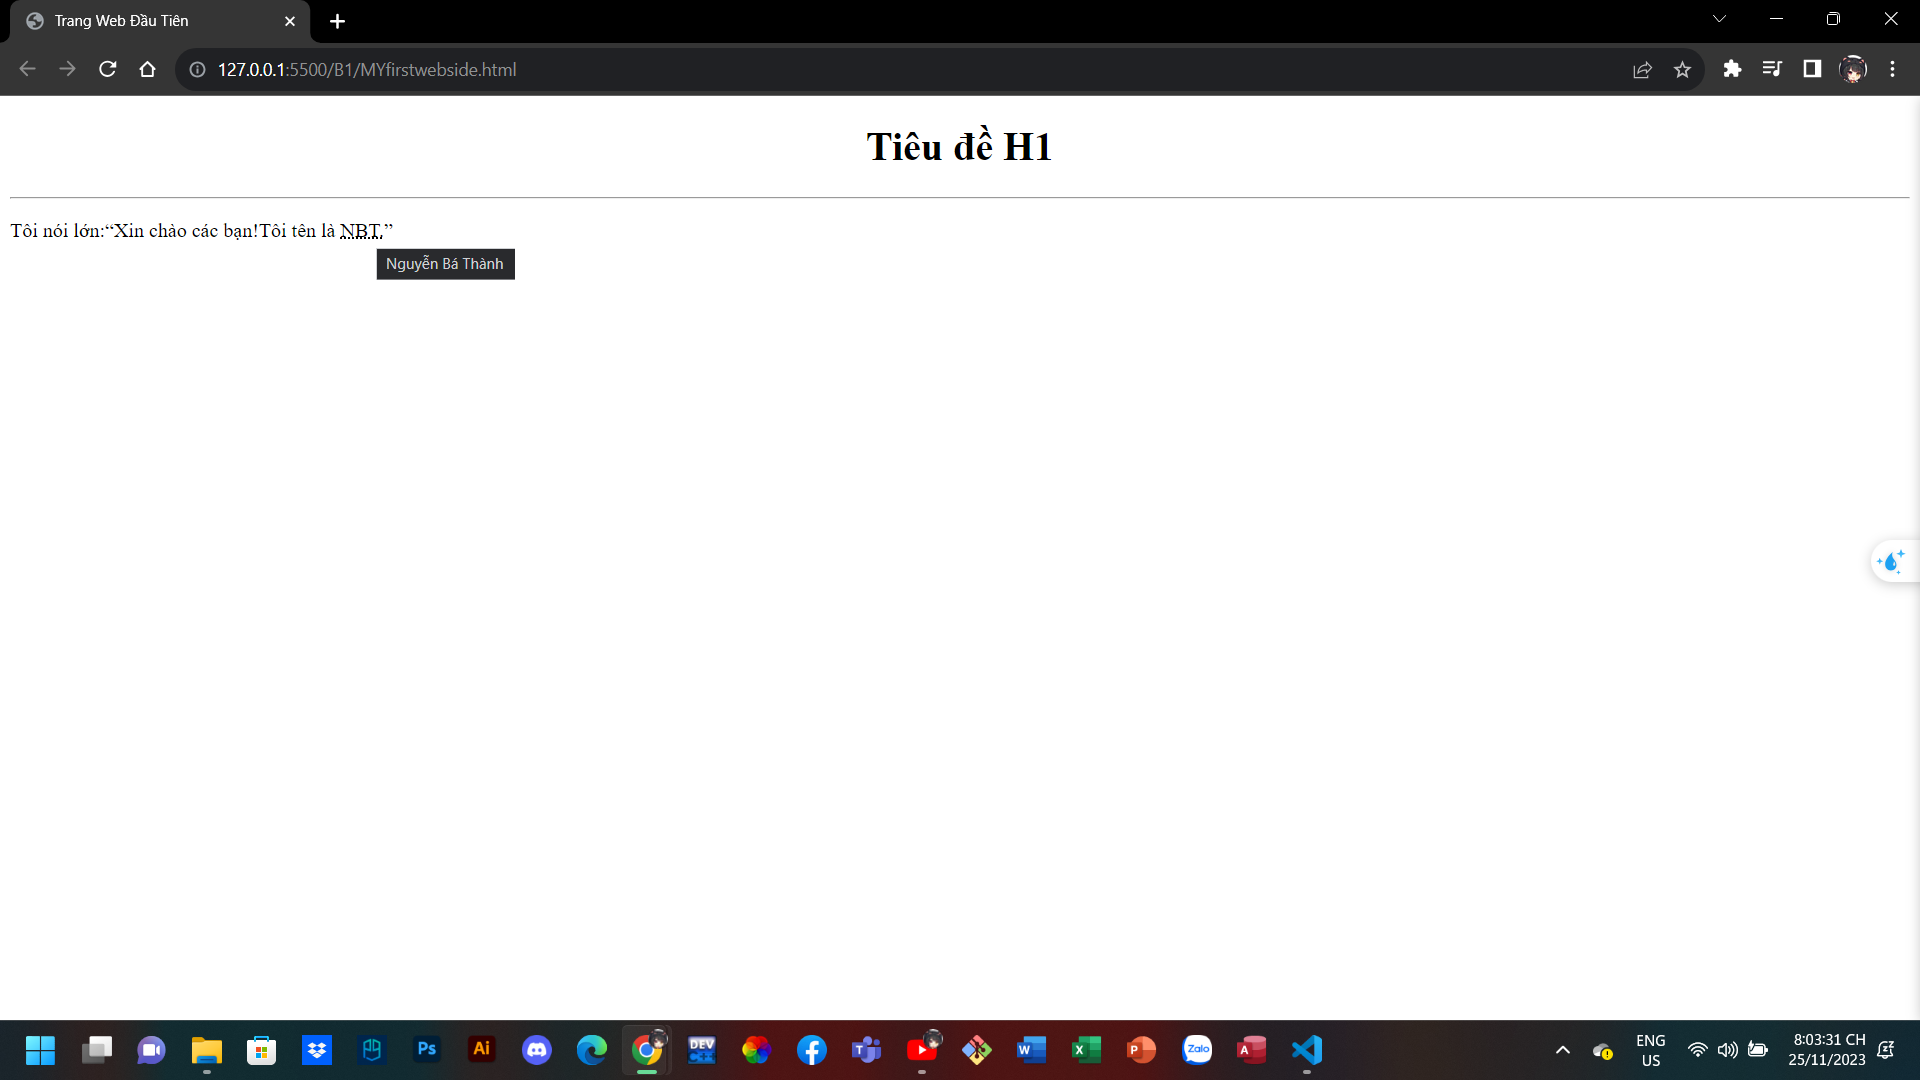 Trang Web Đầu Tiên
127.0.0.1:5500/B1/MYfirstwebside.html
Tiêu đề H1
Tôi nói lớn:“Xin chào các bạn!Tôi tên là NBT.”
Nguyễn Bá Thành
Ps
Ai
DEV
C++
W
X
P
Zalo
A
ENG
US
8:03:31 CH
25/11/2023